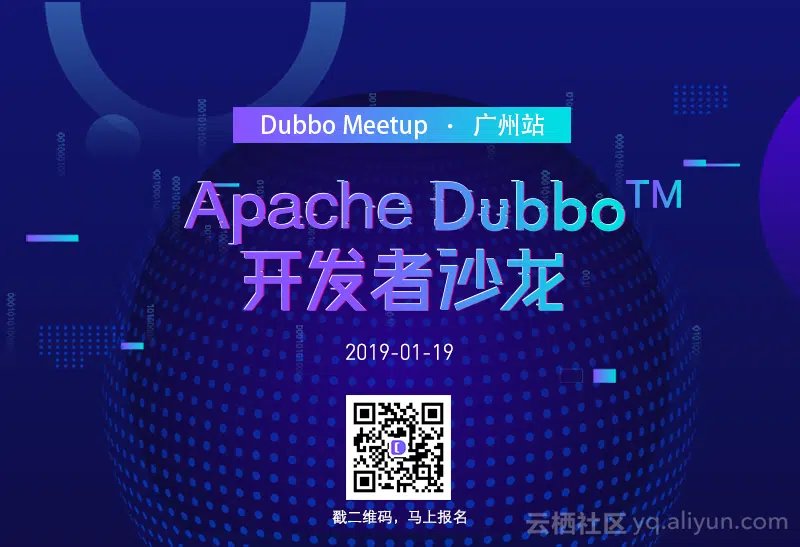 Dubbo Meetup · 广州站
Apache Dubbo™
开发者沙龙
2019-01-19
戳二维码，马上报名
云栖社区 yq.aliyun.com